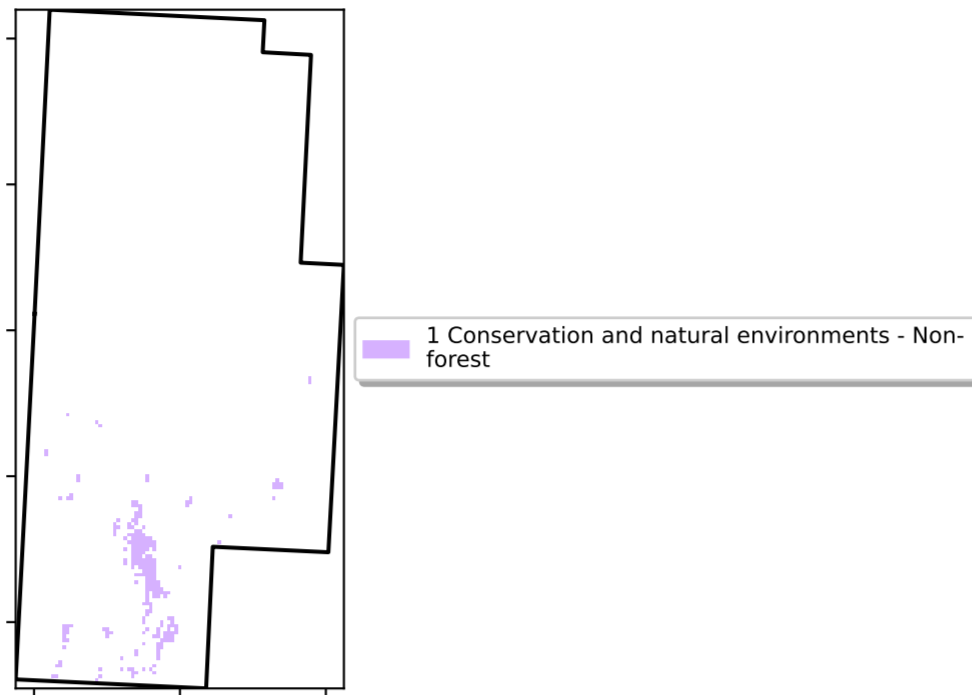 1 Conservation and natural environments - Non-
forest